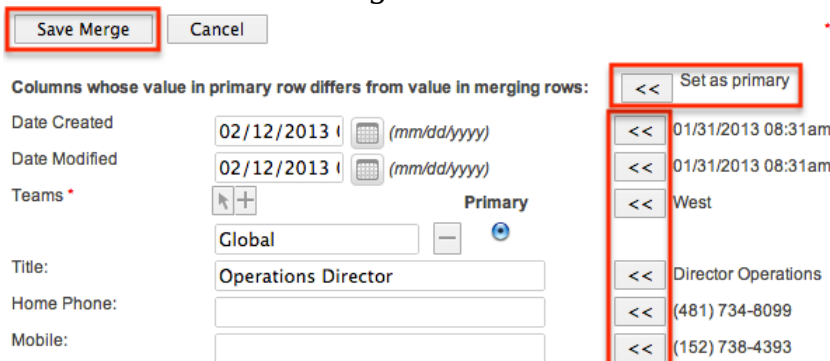 Save Merge Cancel *
Columns whose value in primary row differs from value in merging rows: << Set as primary
Date Created 02/12/2013 (mm/dd/yyyy) << 01/31/2013 08:31am
Date Modified 02/12/2013 (mm/dd/yyyy) << 01/31/2013 08:31am
Teams * Primary << West
Global
Title: Operations Director << Director Operations
Home Phone: << (481) 734-8099
Mobile: << (152) 738-4393